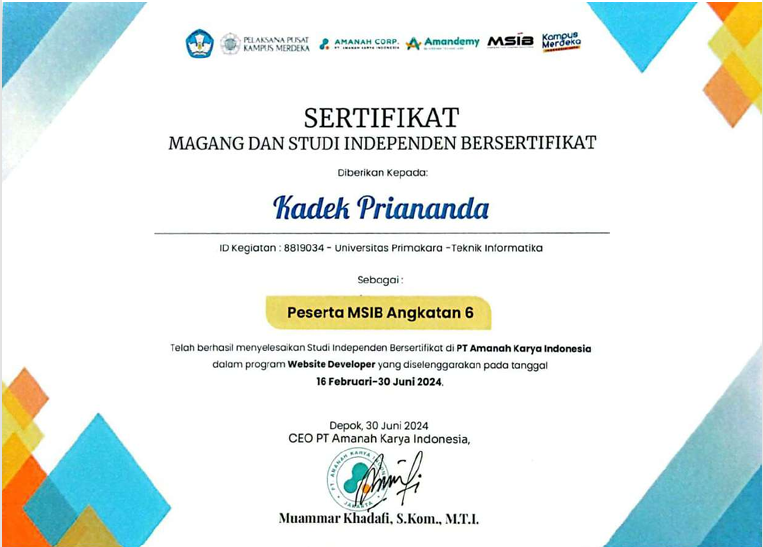 PELAKSANA PUSAT
KAMPUS MERDEKA
AMANAH CORP.
PT. AMANAH KARYA INDONESIA
Amandemy
MSIB
Kampus
Merdeka
SERTIFIKAT
MAGANG DAN STUDI INDEPENDEN BERSERTIFIKAT
Diberikan Kepada:
Kadek Priananda
ID Kegiatan : 8819034 - Universitas Primakara -Teknik Informatika
Sebagai :
Peserta MSIB Angkatan 6
Telah berhasil menyelesaikan Studi Independen Bersertifikat di PT Amanah Karya Indonesia
dalam program Website Developer yang diselenggarakan pada tanggal
16 Februari-30 Juni 2024.
Depok, 30 Juni 2024
CEO PT Amanah Karya Indonesia,
PT. AMANAH KARYA
JAKARTA
Muammar Khadafi, S.Kom., M.T.I.